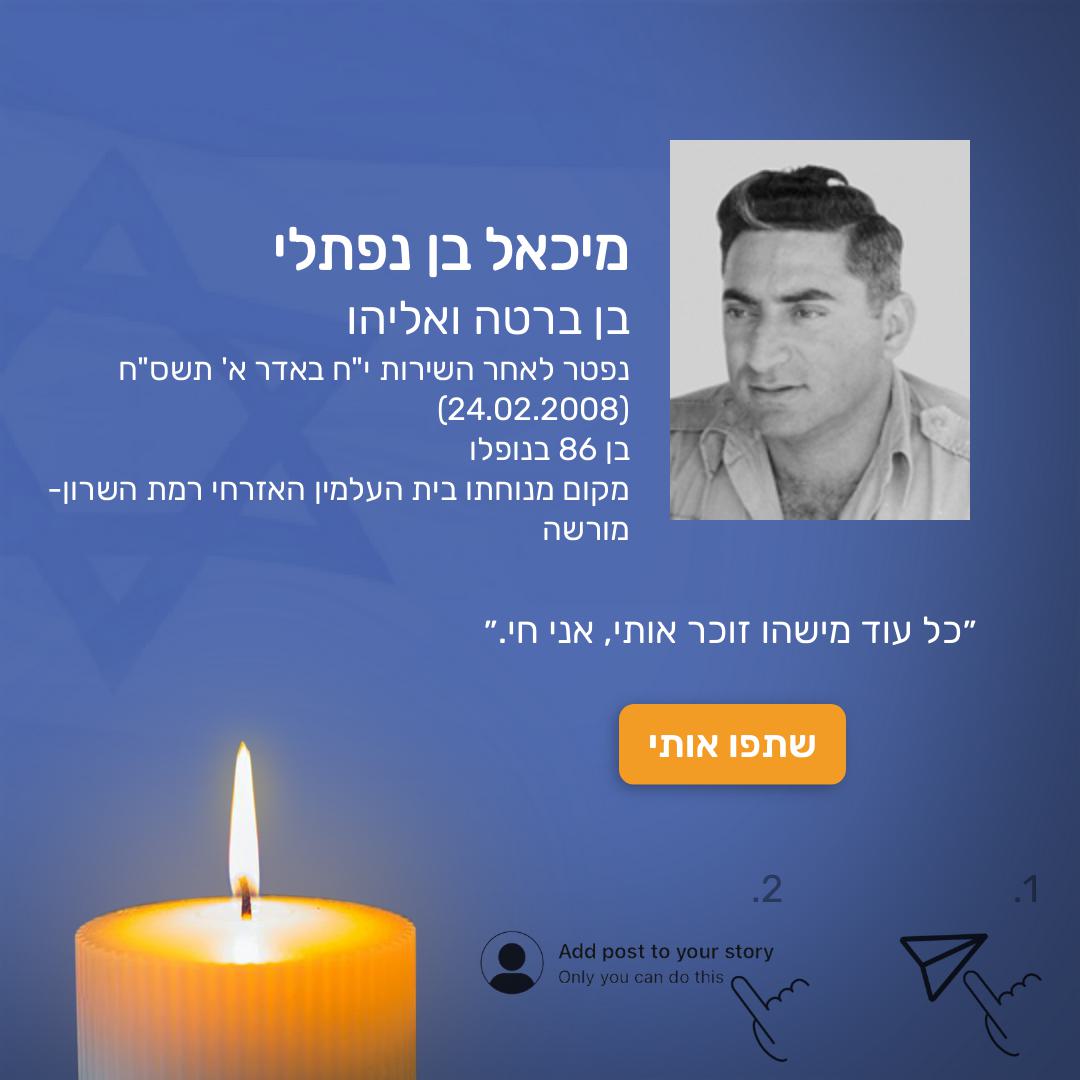 מיכאל בן נפתלי
בן ברטה ואליהו
נפטר לאחר השירות י"ח באדר א' תשס"ח
(24.02.2008)
בן 86 בנופלו
מקום מנוחתו בית העלמין האזרחי רמת השרון-
מורשה
״כל עוד מישהו זוכר אותי, אני חי.״
שתפו אותי
.1
.2
Add post to your story
Only you can do this